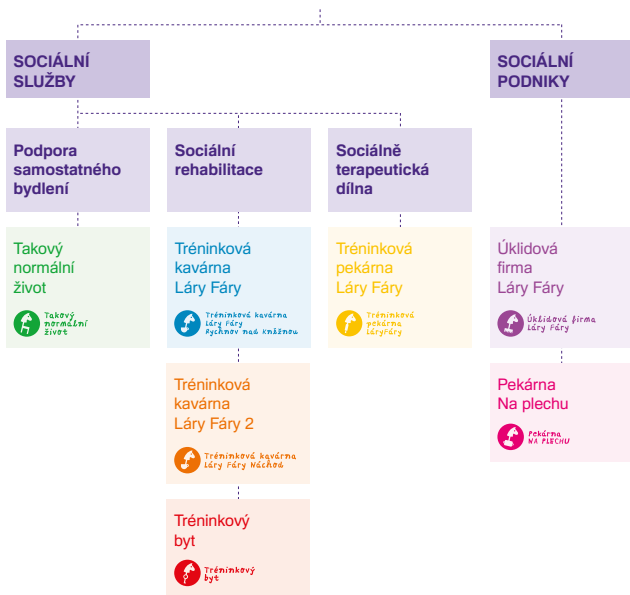 SOCIÁLNÍ
SLUŽBY
SOCIÁLNÍ
PODNIKY
Podpora
samostatného
bydlení
Sociální
rehabilitace
Sociálně
terapeutická
dílna
Takový
normální
život
Takový
normální
život
Tréninková
kavárna
Láry Fáry
Tréninková kavárna
Láry Fáry
Rychnov nad Kněžnou
Tréninková
pekárna
Láry Fáry
Tréninková
pekárna
LáryFáry
Úklidová
firma
Láry Fáry
Úklidová firma
Láry Fáry
Tréninková
kavárna
Láry Fáry 2
Tréninková kavárna
Láry Fáry Náchod
Pekárna
Na plechu
Pekárna
NA PLECHU
Tréninkový
byt
Tréninkový
byt